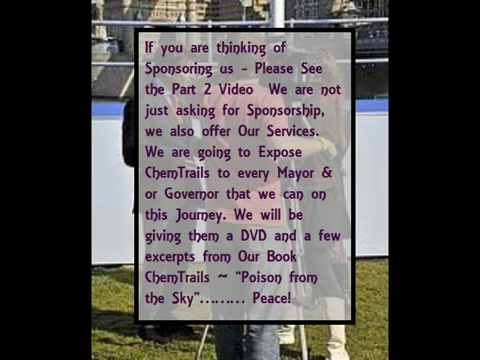 If you are thinking of
Sponsoring us - Please See
the Part 2 Video We are not
just asking for Sponsorship,
we also offer Our Services.
We are going to Expose
ChemTrails to every Mayor &
or Governor that we can on
this Journey. We will be
giving them a DVD and a few
excerpts from Our Book
ChemTrails ~ "Poison from
the Sky"......... Peace!